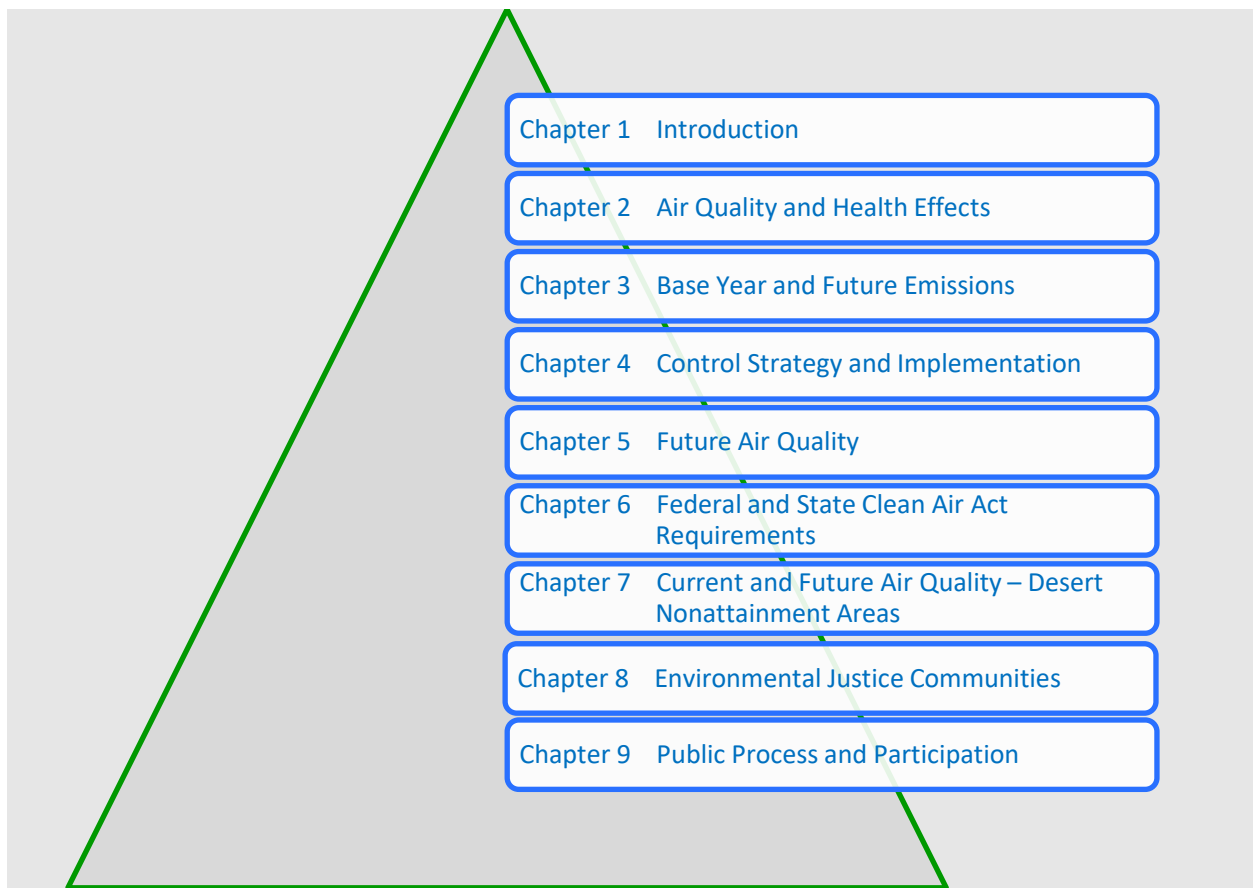 Chapter 1 Introduction
Chapter 2 Air Quality and Health Effects
Chapter 3 Base Year and Future Emissions
Chapter 4 Control Strategy and Implementation
Chapter 5 Future Air Quality
Chapter 6 Federal and State Clean Air Act
Requirements
Chapter 7 Current and Future Air Quality – Desert
Nonattainment Areas
Chapter 8 Environmental Justice Communities
Chapter 9 Public Process and Participation